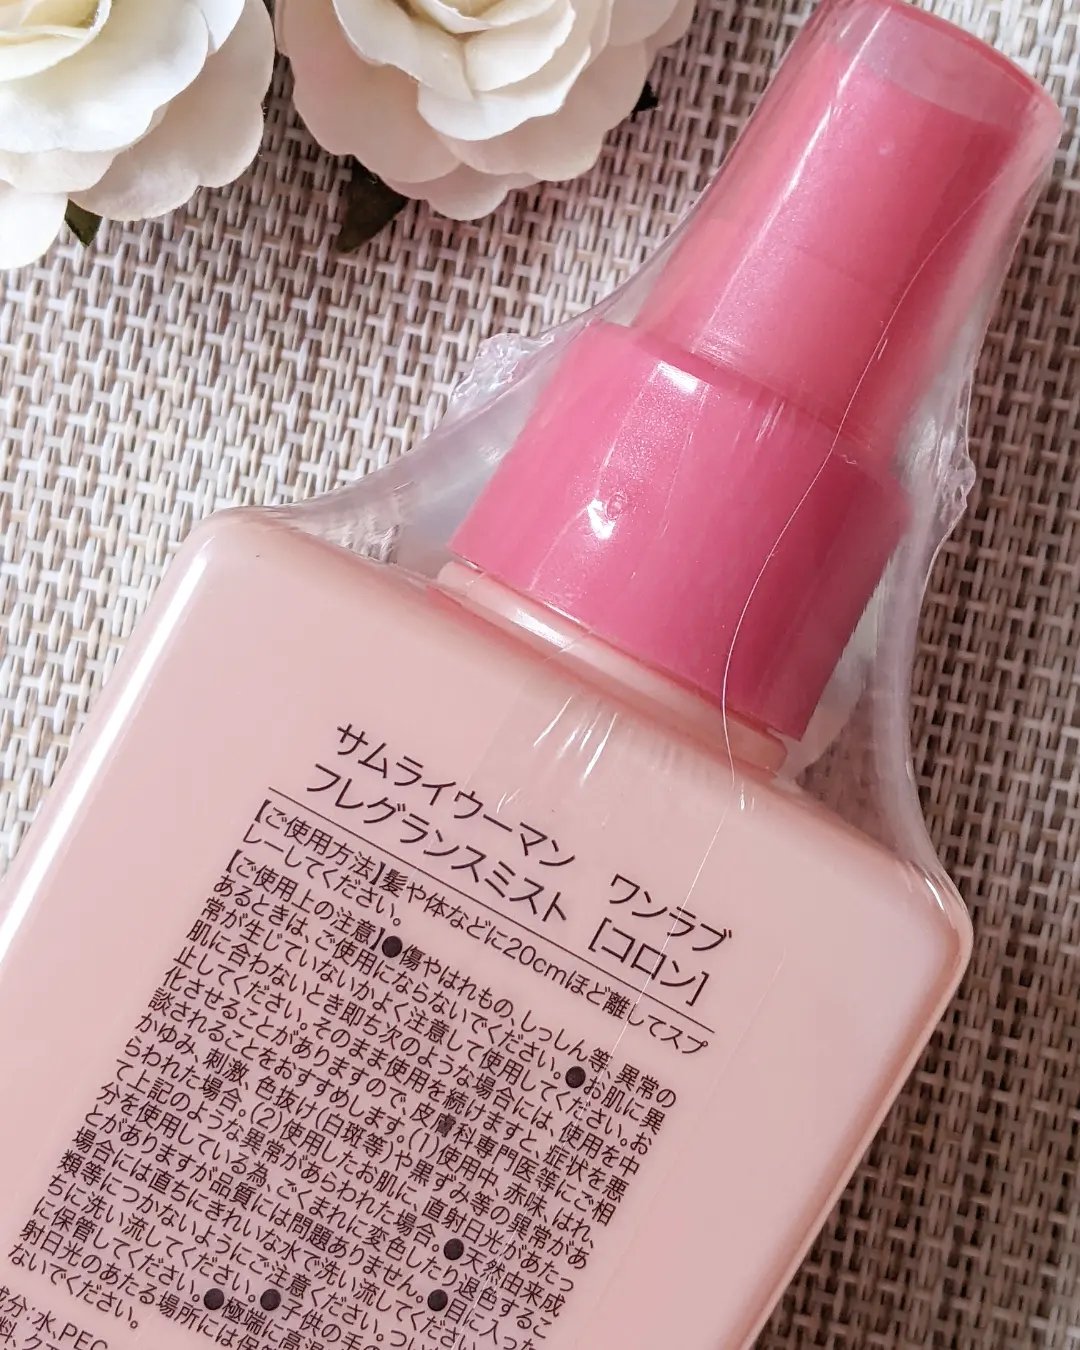 サムライウーマン ワンラブ
フレグランスミスト [コロン]
【ご使用方法】髪や体などに20cmほど離してスプ
レーしてください。
【ご使用上の注意】●傷やはれもの、しっしん等、異常の
あるときは、ご使用にならないでください。●お肌に異
常が生じていないかよく注意して使用してください。お
肌に合わないとき即ち次のような場合には、使用を中
止してください。そのまま使用を続けますと、症状を悪
化させることがありますので、皮膚科専門医等にご相
談されることをおすすめします。(1)使用中、赤味、はれ、
かゆみ、刺激、色抜け(白斑等)や黒ずみ等の異常があ
らわれた場合。(2)使用したお肌に、直射日光があたっ
て上記のような異常があらわれた場合。●天然由来成
分を使用している為、ごくまれに変色したり退色するこ
とがありますが品質には問題ありません。●目に入った
場合には直ちにきれいな水で洗い流してください。
類等につかないようにご注意ください。つい
ちに洗い流してください。●子供の手の
に保管してください。●極端に高温
射日光のあたる場所には保
ないでください。
成分:水、PEG
料、ク